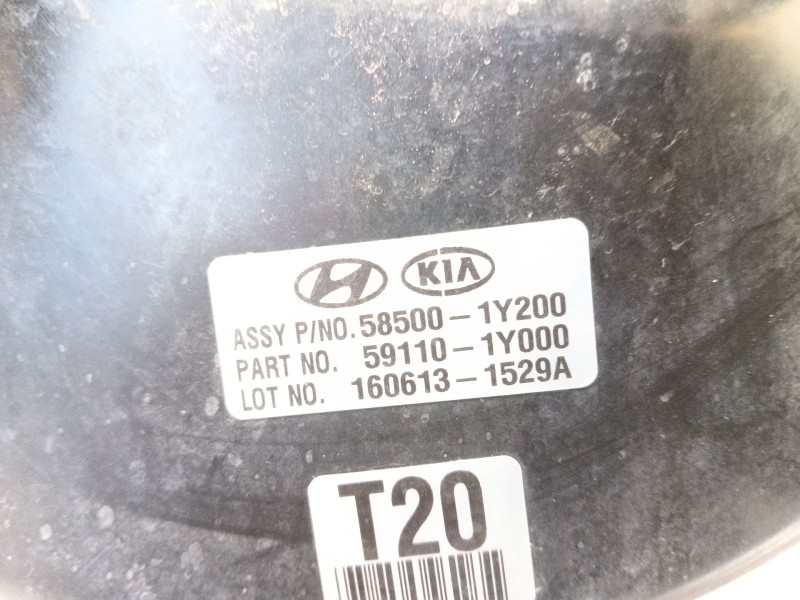 KIA
ASSY P/NO. 58500-1Y200
PART NO. 59110-1Y000
LOT NO. 160613-1529A
T20